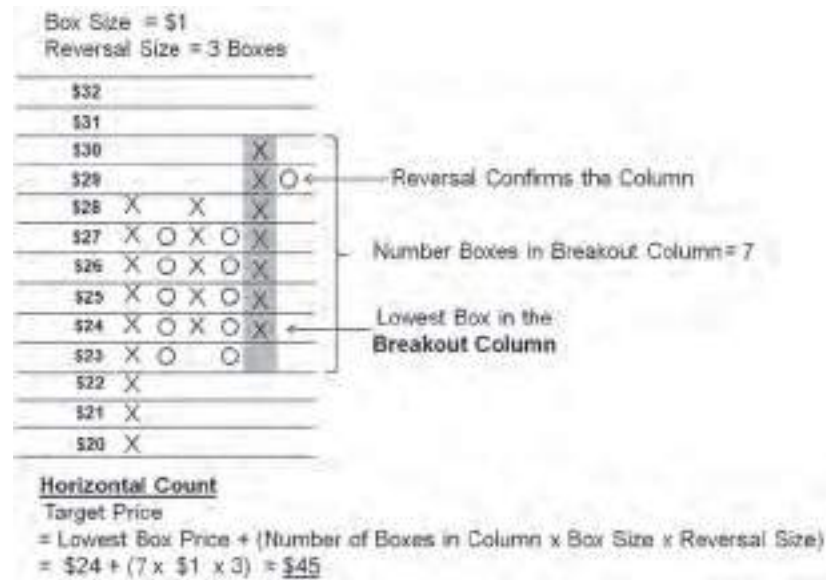 Box Size = $1
Reversal Size = 3 Boxes
$32
$31
$30 X
$29 X O Reversal Confirms the Column
$28 X X X
$27 X O X O X
Number Boxes in Breakout Column = 7
$26 X O X O X
$25 X O X O X
$24 X O X O X Lowest Box in the
Breakout Column
$23 X O O
$22 X
$21 X
$20 X
Horizontal Count
Target Price
= Lowest Box Price + (Number of Boxes in Column x Box Size x Reversal Size)
= $24 + (7 x $1 x 3) = $45